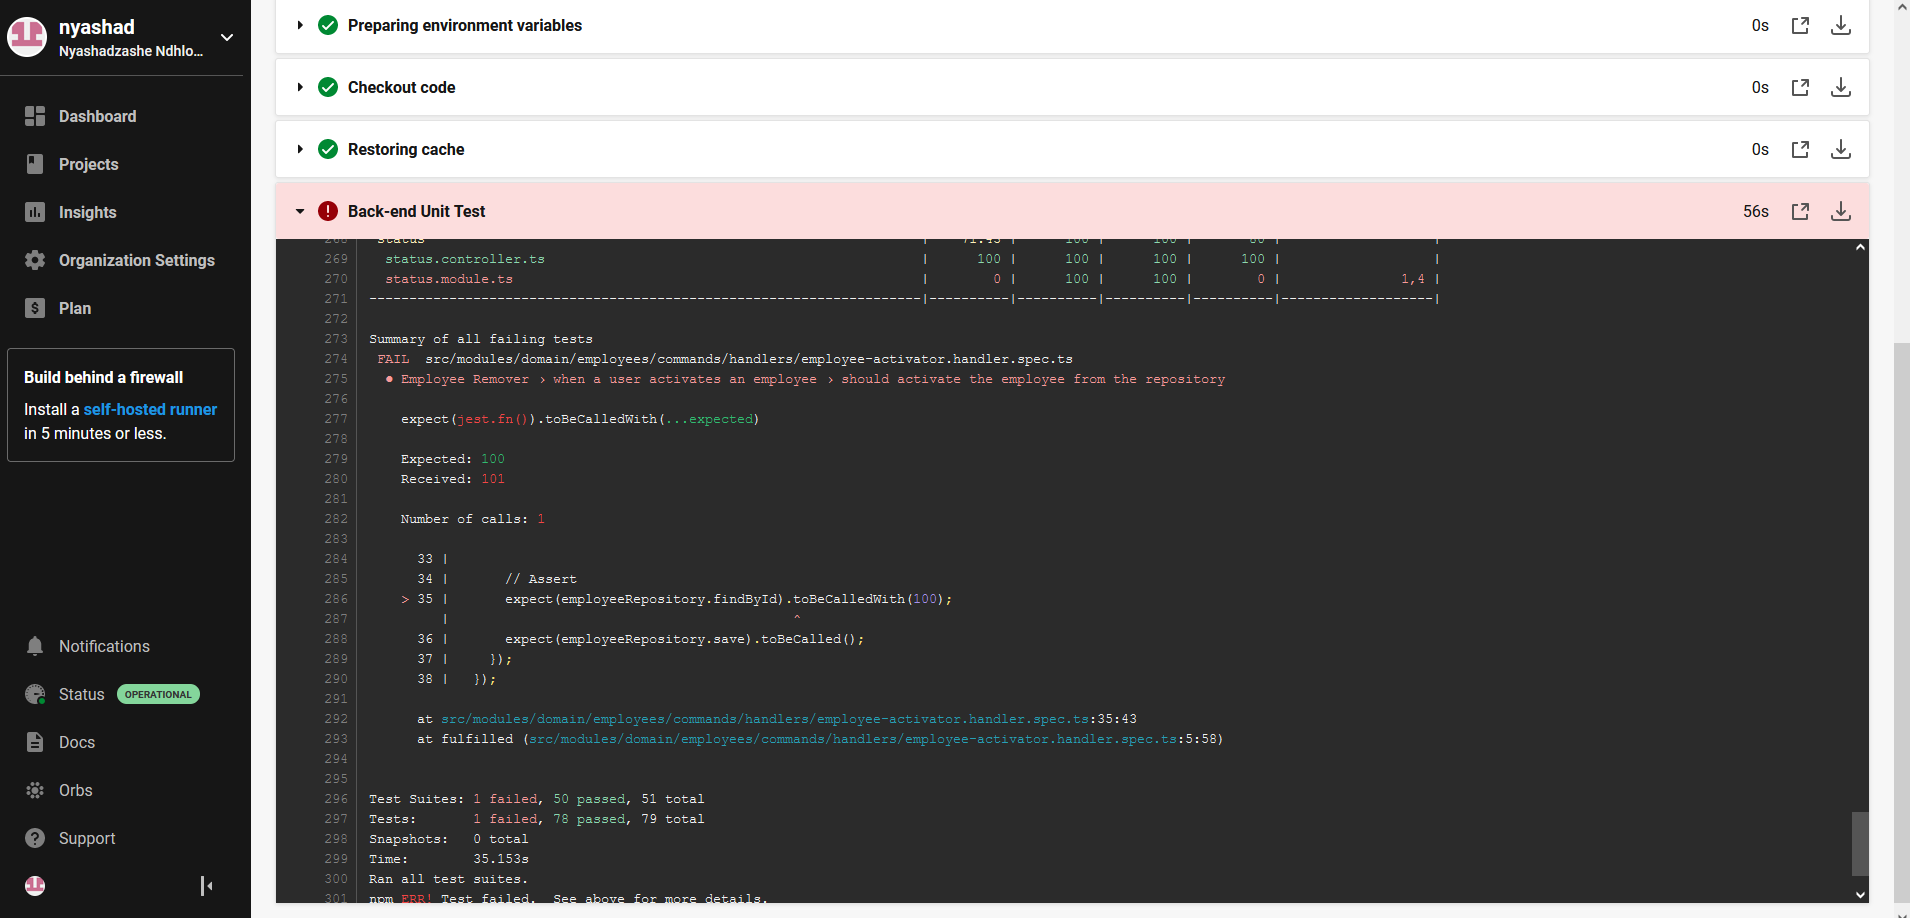 nyashad
Nyashadzashe Ndhlo...
Dashboard
Projects
Insights
Organization Settings
Plan
Build behind a firewall
Install a self-hosted runner
in 5 minutes or less.
Notifications
Status OPERATIONAL
Docs
Orbs
Support
Preparing environment variables 0s
Checkout code 0s
Restoring cache 0s
Back-end Unit Test 56s
268 status | 71.43 | 100 | 100 | 60 | |
269 status.controller.ts | 100 | 100 | 100 | 100 | |
270 status.module.ts | 0 | 100 | 100 | 0 | 1,4 |
271 ---------------------------------------------------------------------|----------|----------|----------|----------|-------------------|
272
273 Summary of all failing tests
274 FAIL src/modules/domain/employees/commands/handlers/employee-activator.handler.spec.ts
275 ● Employee Remover › when a user activates an employee › should activate the employee from the repository
276
277 expect(jest.fn()).toBeCalledWith(...expected)
278
279 Expected: 100
280 Received: 101
281
282 Number of calls: 1
283
284 33 |
285 34 | // Assert
286 > 35 | expect(employeeRepository.findById).toBeCalledWith(100);
287 | ^
288 36 | expect(employeeRepository.save).toBeCalled();
289 37 | });
290 38 | });
291
292 at src/modules/domain/employees/commands/handlers/employee-activator.handler.spec.ts:35:43
293 at fulfilled (src/modules/domain/employees/commands/handlers/employee-activator.handler.spec.ts:5:58)
294
295
296 Test Suites: 1 failed, 50 passed, 51 total
297 Tests: 1 failed, 78 passed, 79 total
298 Snapshots: 0 total
299 Time: 35.153s
300 Ran all test suites.
301 npm ERR! Test failed. See above for more details.